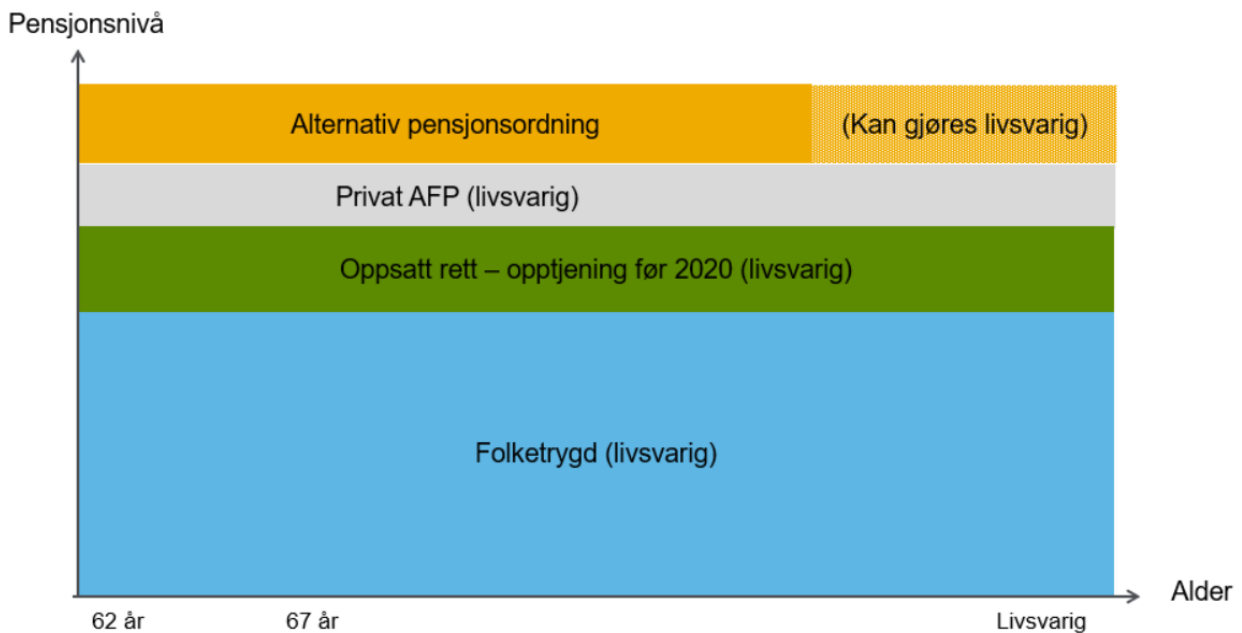 Pensjonsnivå
Alternativ pensjonsordning
(Kan gjøres livsvarig)
Privat AFP (livsvarig)
Oppsatt rett – opptjening før 2020 (livsvarig)
Folketrygd (livsvarig)
Alder
62 år
67 år
Livsvarig